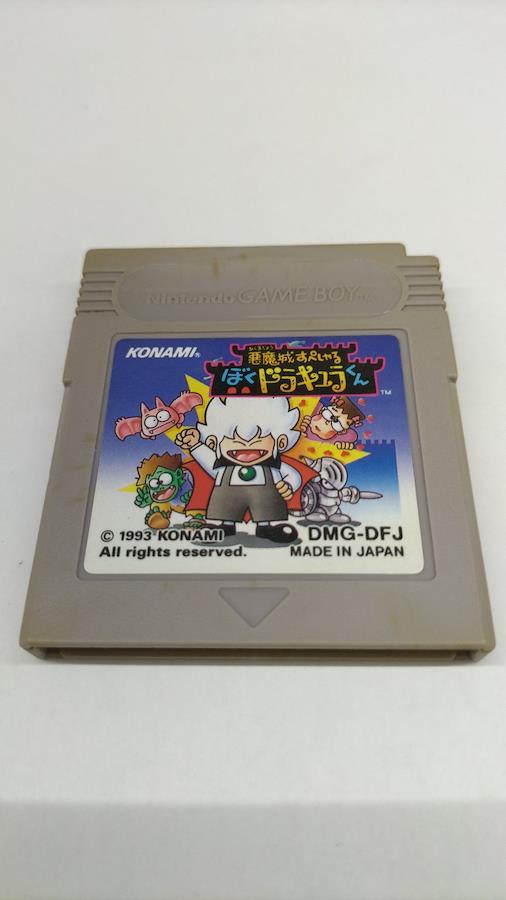 Nintendo GAME BOY TM
KONAMI®
あくまじょう
悪魔城すぺしゃる
ぼくドラキュラくん
TM
© 1993 KONAMI
All rights reserved.
DMG-DFJ
MADE IN JAPAN